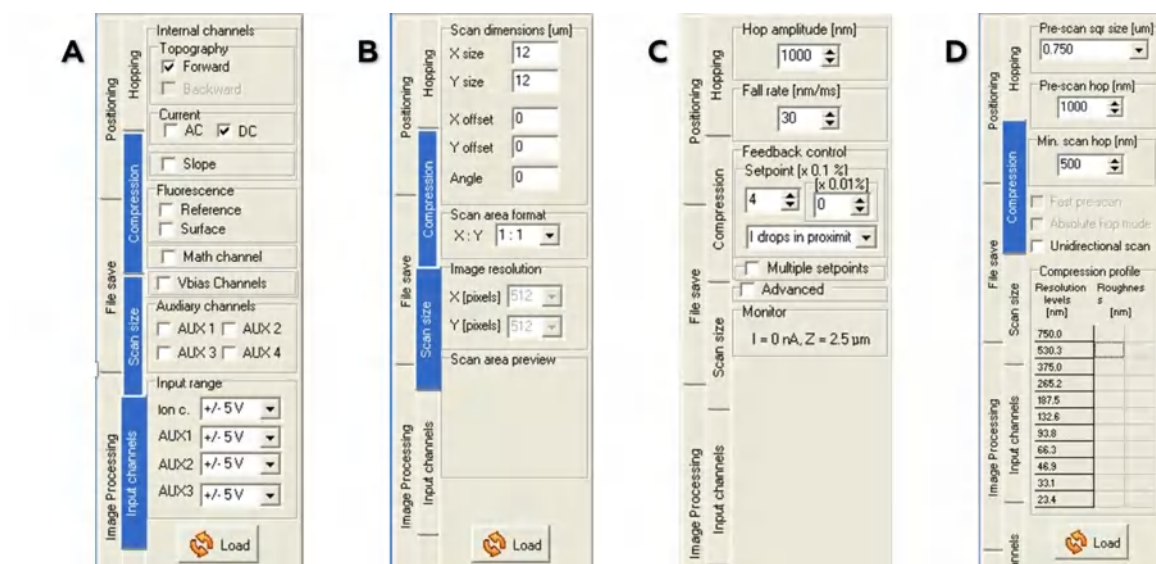 A
Positioning
Hopping
File save
Compression
Scan size
Image Processing
Input channels
Internal channels
Topography
Forward
Backward
Current
AC DC
Slope
Fluorescence
Reference
Surface
Math channel
Vbias Channels
Auxliary channels
AUX 1 AUX 2
AUX 3 AUX 4
Input range
Ion c. +/- 5 V
AUX1 +/- 5 V
AUX2 +/- 5 V
AUX3 +/- 5 V
Load
B
Positioning
Hopping
File save
Compression
Scan size
Image Processing
Input channels
Scan dimensions [um]
X size 12
Y size 12
X offset 0
Y offset 0
Angle 0
Scan area format
X : Y 1 : 1
Image resolution
X [pixels] 512
Y [pixels] 512
Scan area preview
Load
C
Positioning
Hopping
File save
Compression
Scan size
Image Processing
Input channels
Hop amplitude [nm]
1000
Fall rate [nm/ms]
30
Feedback control
Setpoint [x 0.1 %]
[x 0.01%]
4 0
I drops in proximit
Multiple setpoints
Advanced
Monitor
I = 0 nA, Z = 2.5 µm
D
Positioning
Hopping
File save
Compression
Scan size
Image Processing
Input channels
nnels
Pre-scan sqr size [um]
0.750
Pre-scan hop [nm]
1000
Min. scan hop [nm]
500
Fast pre-scan
Absolute hop mode
Unidirectional scan
Compression profile
Resolution Roughnes
levels s
[nm] [nm]
750.0
530.3
375.0
265.2
187.5
132.6
93.8
66.3
46.9
33.1
23.4
Load